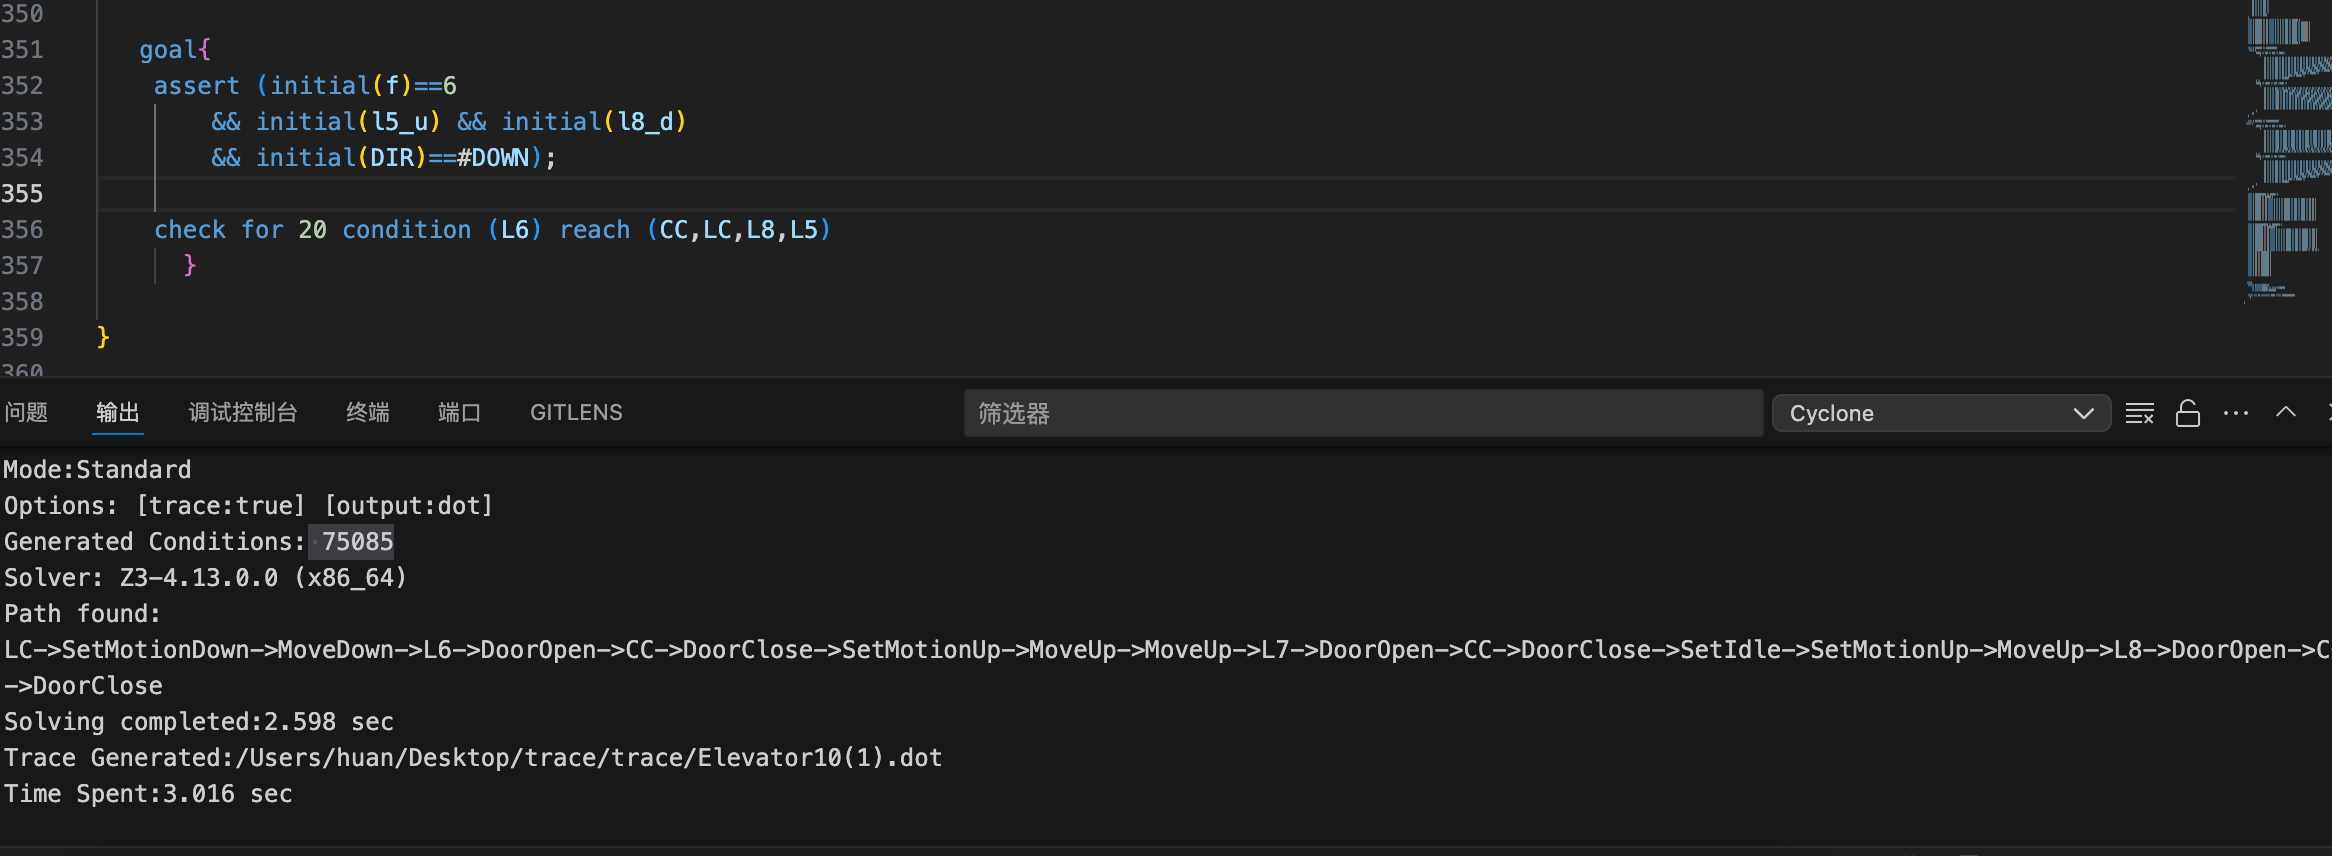 350
351 goal{
352 assert (initial(f)==6
353 && initial(l5_u) && initial(l8_d)
354 && initial(DIR)==#DOWN);
355
356 check for 20 condition (L6) reach (CC,LC,L8,L5)
357 }
358
359 }
360
问题 输出 调试控制台 终端 端口 GITLENS 筛选器 Cyclone
Mode:Standard
Options: [trace:true] [output:dot]
Generated Conditions: 75085
Solver: Z3-4.13.0.0 (x86_64)
Path found:
LC->SetMotionDown->MoveDown->L6->DoorOpen->CC->DoorClose->SetMotionUp->MoveUp->MoveUp->L7->DoorOpen->CC->DoorClose->SetIdle->SetMotionUp->MoveUp->L8->DoorOpen->
->DoorClose
Solving completed:2.598 sec
Trace Generated:/Users/huan/Desktop/trace/trace/Elevator10(1).dot
Time Spent:3.016 sec